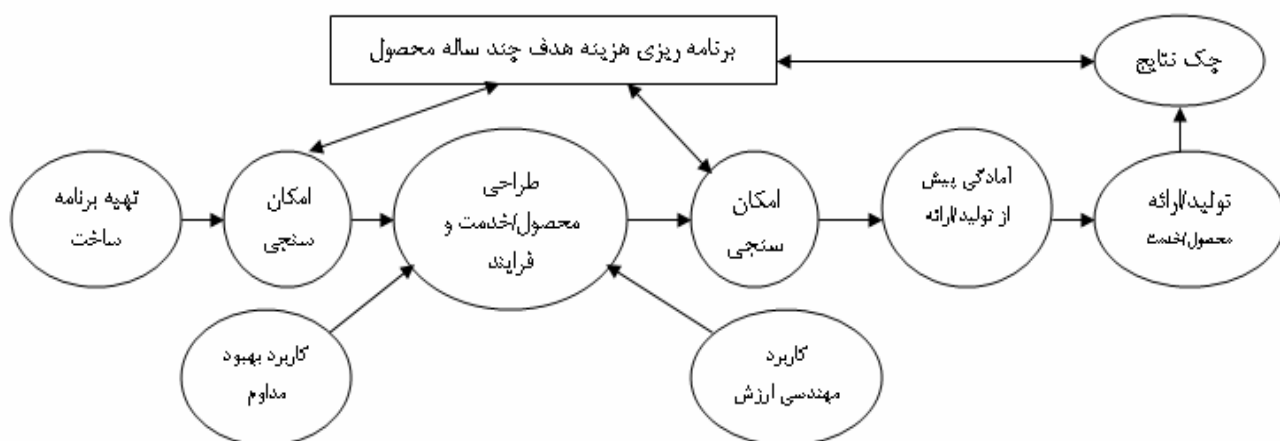 برنامه ریزی هزینه هدف چند ساله محصول
چک نتایج
تهیه برنامه
ساخت
امکان
سنجی
طراحی
محصول/خدمت و
فرایند
امکان
سنجی
آمادگی پیش
از تولید/ارائه
تولید/ارائه
محصول/خدمت
کاربرد بهبود
مداوم
کاربرد
مهندسی ارزش